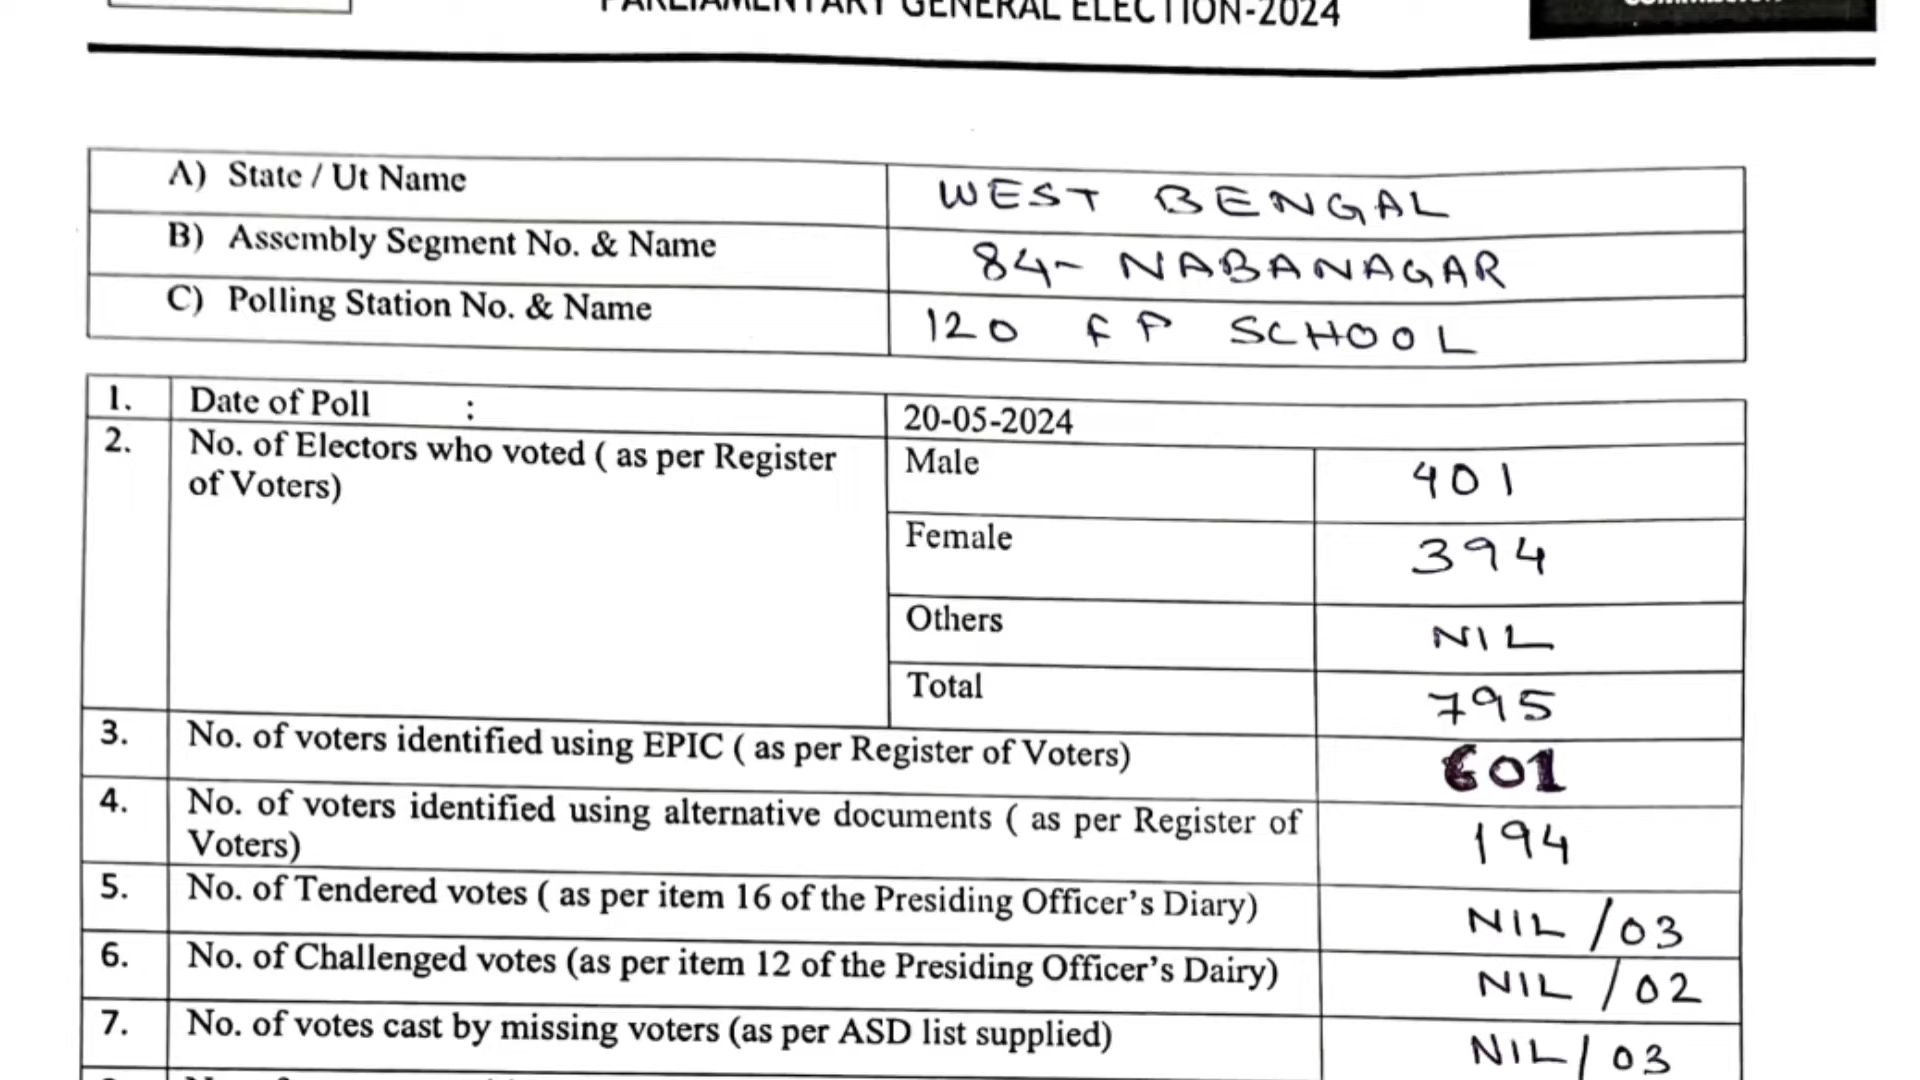 PARLIAMENTARY GENERAL ELECTION-2024
A) State / Ut Name WEST BENGAL
B) Assembly Segment No. & Name 84- NABANAGAR
C) Polling Station No. & Name 120 F P SCHOOL
1. Date of Poll : 20-05-2024
2. No. of Electors who voted ( as per Register
of Voters)
Male 401
Female 394
Others NIL
Total 795
3. No. of voters identified using EPIC ( as per Register of Voters) 601
4. No. of voters identified using alternative documents ( as per Register of
Voters) 194
5. No. of Tendered votes ( as per item 16 of the Presiding Officer's Diary) NIL /03
6. No. of Challenged votes (as per item 12 of the Presiding Officer's Dairy) NIL /02
7. No. of votes cast by missing voters (as per ASD list supplied) NIL/ 03